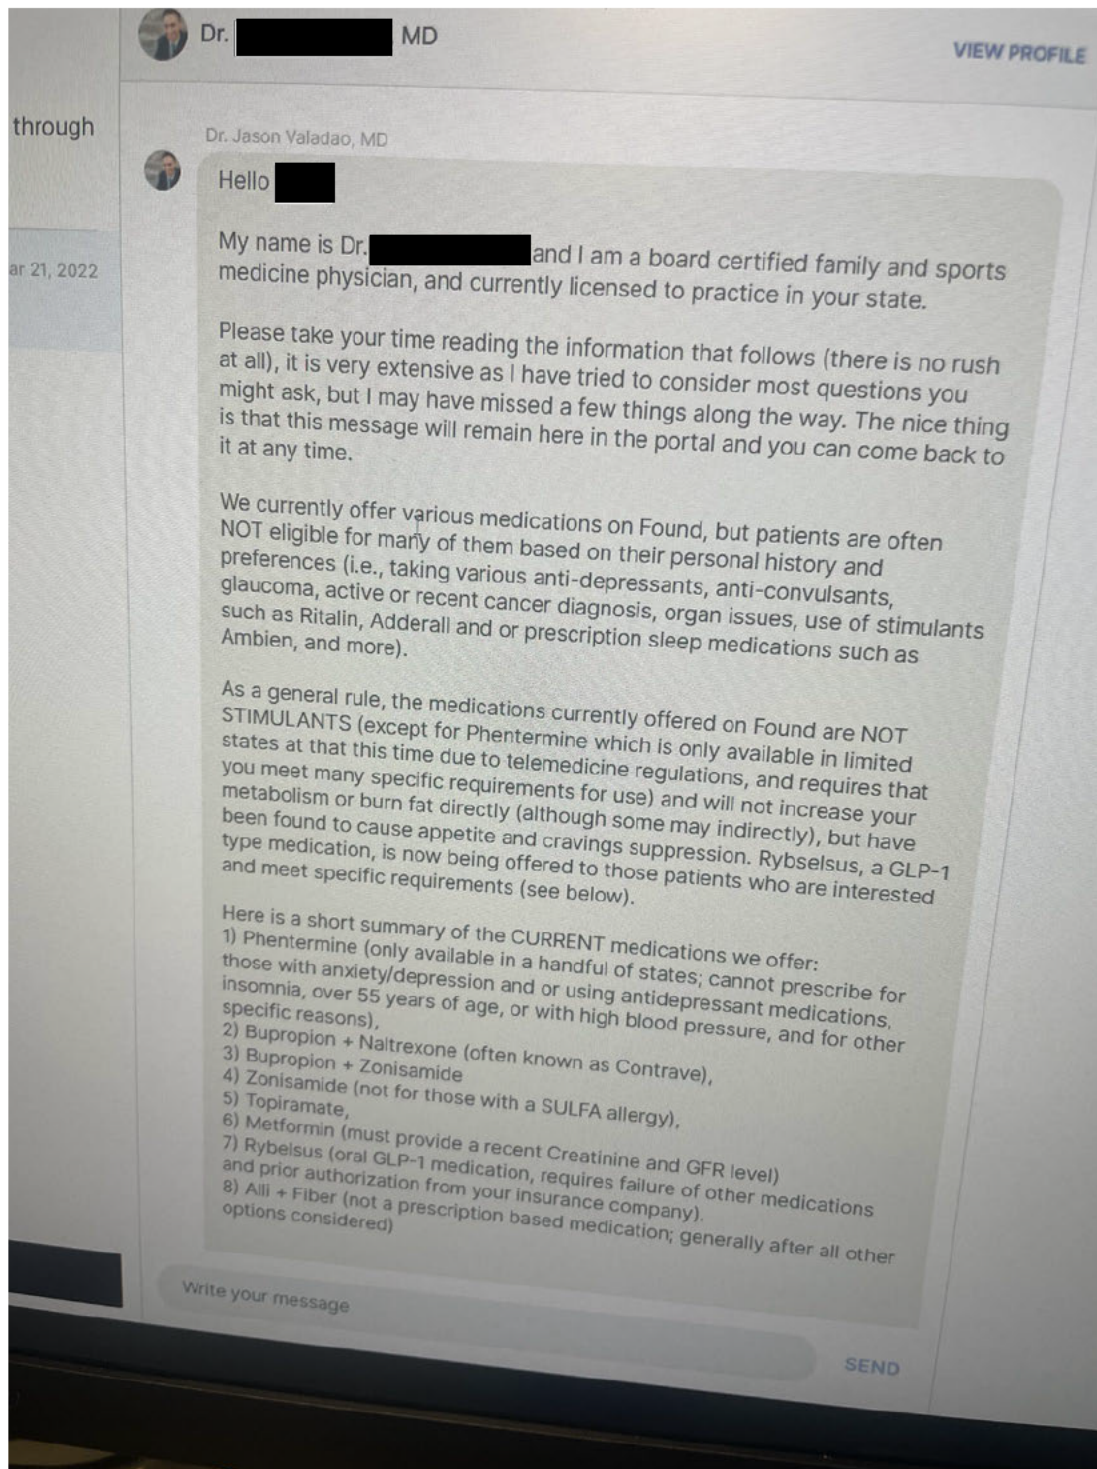 Dr. MD
VIEW PROFILE
through
ar 21, 2022
Dr. Jason Valadao, MD
Hello
My name is Dr. and I am a board certified family and sports
medicine physician, and currently licensed to practice in your state.
Please take your time reading the information that follows (there is no rush
at all), it is very extensive as I have tried to consider most questions you
might ask, but I may have missed a few things along the way. The nice thing
is that this message will remain here in the portal and you can come back to
it at any time.
We currently offer various medications on Found, but patients are often
NOT eligible for many of them based on their personal history and
preferences (i.e., taking various anti-depressants, anti-convulsants,
glaucoma, active or recent cancer diagnosis, organ issues, use of stimulants
such as Ritalin, Adderall and or prescription sleep medications such as
Ambien, and more).
As a general rule, the medications currently offered on Found are NOT
STIMULANTS (except for Phentermine which is only available in limited
states at that this time due to telemedicine regulations, and requires that
you meet many specific requirements for use) and will not increase your
metabolism or burn fat directly (although some may indirectly), but have
been found to cause appetite and cravings suppression. Rybselsus, a GLP-1
type medication, is now being offered to those patients who are interested
and meet specific requirements (see below).
Here is a short summary of the CURRENT medications we offer:
1) Phentermine (only available in a handful of states; cannot prescribe for
those with anxiety/depression and or using antidepressant medications,
insomnia, over 55 years of age, or with high blood pressure, and for other
specific reasons),
2) Bupropion + Naltrexone (often known as Contrave),
3) Bupropion + Zonisamide
4) Zonisamide (not for those with a SULFA allergy),
5) Topiramate,
6) Metformin (must provide a recent Creatinine and GFR level)
7) Rybelsus (oral GLP-1 medication, requires failure of other medications
and prior authorization from your insurance company).
8) Alli + Fiber (not a prescription based medication; generally after all other
options considered)
Write your message
SEND